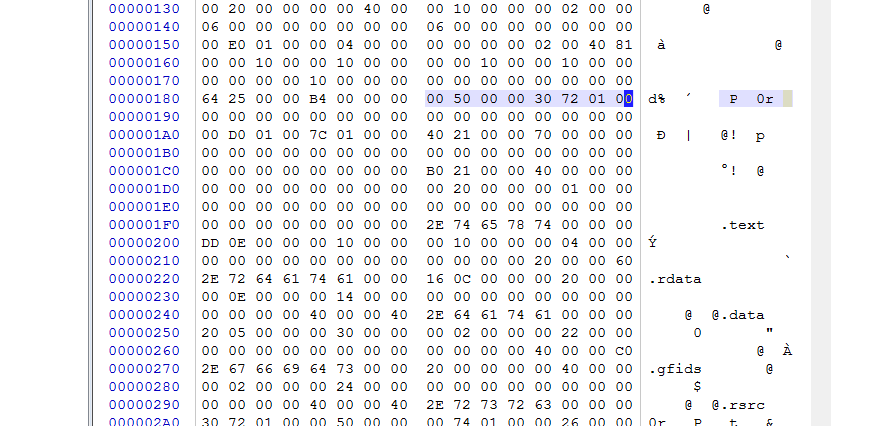 00000130 00 20 00 00 00 00 40 00 00 10 00 00 00 02 00 00 @
00000140 06 00 00 00 00 00 00 00 06 00 00 00 00 00 00 00
00000150 00 E0 01 00 00 04 00 00 00 00 00 00 02 00 40 81 à @
00000160 00 00 10 00 00 10 00 00 00 00 10 00 00 10 00 00
00000170 00 00 00 00 10 00 00 00 00 00 00 00 00 00 00 00
00000180 64 25 00 00 B4 00 00 00 00 50 00 00 30 72 01 00 d% ´ P 0r
00000190 00 00 00 00 00 00 00 00 00 00 00 00 00 00 00 00
000001A0 00 D0 01 00 7C 01 00 00 40 21 00 00 70 00 00 00 Ð | @! p
000001B0 00 00 00 00 00 00 00 00 00 00 00 00 00 00 00 00
000001C0 00 00 00 00 00 00 00 00 B0 21 00 00 40 00 00 00 °! @
000001D0 00 00 00 00 00 00 00 00 00 20 00 00 00 01 00 00
000001E0 00 00 00 00 00 00 00 00 00 00 00 00 00 00 00 00
000001F0 00 00 00 00 00 00 00 00 2E 74 65 78 74 00 00 00 .text
00000200 DD 0E 00 00 00 10 00 00 00 10 00 00 00 04 00 00 Ý
00000210 00 00 00 00 00 00 00 00 00 00 00 00 20 00 00 60 `
00000220 2E 72 64 61 74 61 00 00 16 0C 00 00 00 20 00 00 .rdata
00000230 00 0E 00 00 00 14 00 00 00 00 00 00 00 00 00 00
00000240 00 00 00 00 40 00 00 40 2E 64 61 74 61 00 00 00 @ @.data
00000250 20 05 00 00 00 30 00 00 00 02 00 00 00 22 00 00 0 "
00000260 00 00 00 00 00 00 00 00 00 00 00 00 40 00 00 C0 @ À
00000270 2E 67 66 69 64 73 00 00 20 00 00 00 00 40 00 00 .gfids @
00000280 00 02 00 00 00 24 00 00 00 00 00 00 00 00 00 00 $
00000290 00 00 00 00 40 00 00 40 2E 72 73 72 63 00 00 00 @ @.rsrc
000002A0 30 72 01 00 00 50 00 00 00 74 01 00 00 26 00 00 0r P t &